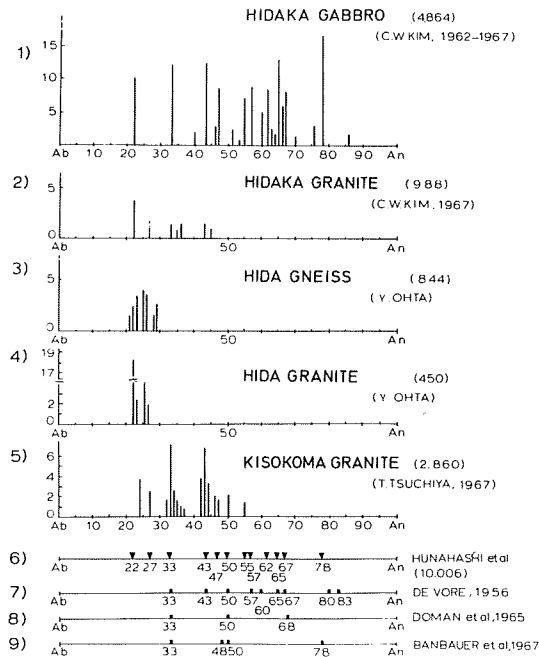 HIDAKA GABBRO (4,864)
(C.W.KIM, 1962-1967)
1)
15
10
5
Ab 10 20 30 40 50 60 70 80 90 An
2) HIDAKA GRANITE (988)
(C.W.KIM, 1967)
5
0
Ab 50 An
3) HIDA GNEISS (844)
(Y. OHTA)
5
0
Ab 50 An
4) HIDA GRANITE (450)
(Y OHTA)
19
17
2
0
Ab 50 An
5) KISOKOMA GRANITE (2.860)
(T.TSUCHIYA, 1967)
6
4
2
0
Ab 10 20 30 40 50 60 70 80 90 An
6) HUNAHASHI et al
Ab 22 27 33 43 47 50 55 57 62 65 67 78 An (10.006)
7) DE VORE, 1956
Ab 33 43 50 57 60 65 67 80 83 An
8) DOMAN et al, 1965
Ab 33 50 68 An
9) BANBAUER et al, 1967
Ab 33 48 50 78 An